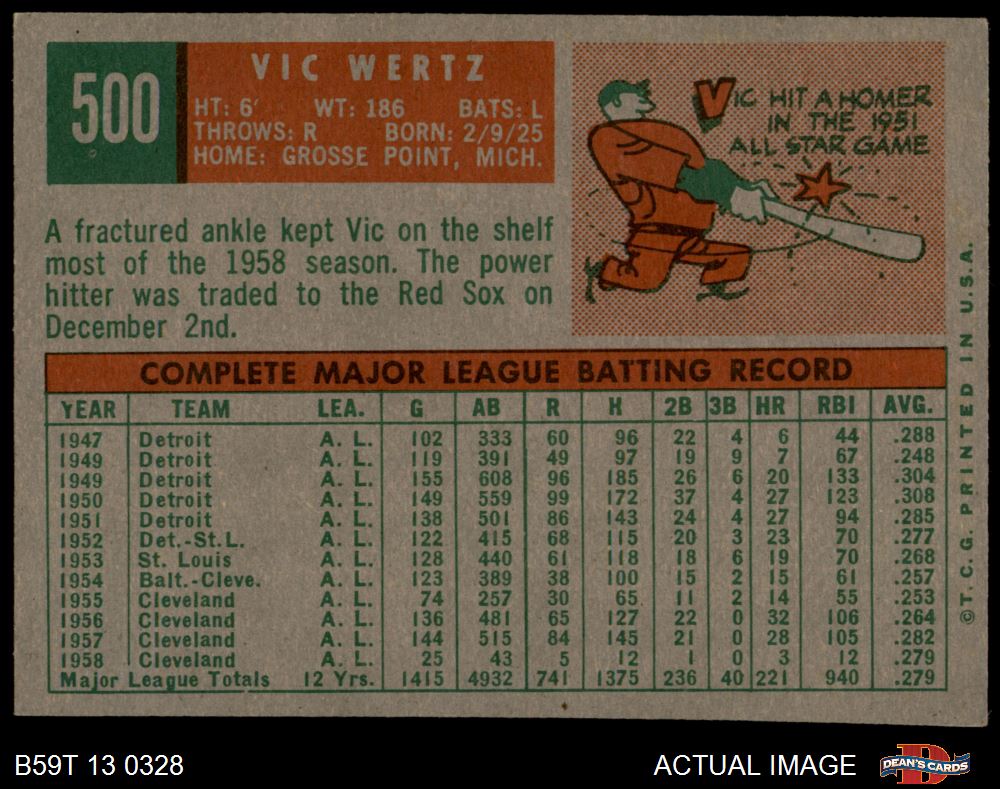 500
VIC WERTZ
HT: 6' WT: 186 BATS: L
THROWS: R BORN: 2/9/25
HOME: GROSSE POINT, MICH.
VIC HIT A HOMER
IN THE 1951
ALL STAR GAME
A fractured ankle kept Vic on the shelf
most of the 1958 season. The power
hitter was traded to the Red Sox on
December 2nd.
COMPLETE MAJOR LEAGUE BATTING RECORD
YEAR TEAM LEA. G AB R H 2B 3B HR RBI AVG.
1947 Detroit A. L. 102 333 60 96 22 4 6 44 .288
1949 Detroit A. L. 119 391 49 97 19 9 7 67 .248
1949 Detroit A. L. 155 608 96 185 26 6 20 133 .304
1950 Detroit A. L. 149 559 99 172 37 4 27 123 .308
1951 Detroit A. L. 138 501 86 143 24 4 27 94 .285
1952 Det.-St.L. A. L. 122 415 68 115 20 3 23 70 .277
1953 St. Louis A. L. 128 440 61 118 18 6 19 70 .268
1954 Balt.-Cleve. A. L. 123 389 38 100 15 2 15 61 .257
1955 Cleveland A. L. 74 257 30 65 11 2 14 55 .253
1956 Cleveland A. L. 136 481 65 127 22 0 32 106 .264
1957 Cleveland A. L. 144 515 84 145 21 0 28 105 .282
1958 Cleveland A. L. 25 43 5 12 1 0 3 12 .279
Major League Totals 12 Yrs. 1415 4932 741 1375 236 40 221 940 .279
©T.C.G. PRINTED IN U.S.A.
B59T 13 0328
ACTUAL IMAGE
D
DEAN'S CARDS